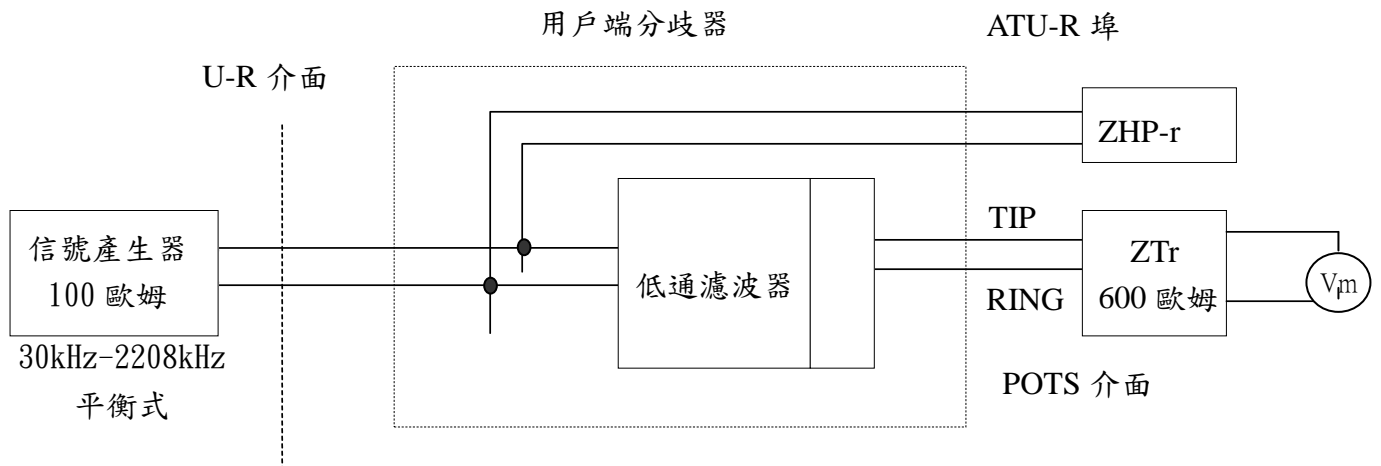 用戶端分歧器
ATU-R 埠
U-R 介面
ZHP-r
TIP
信號產生器
100 歐姆
低通濾波器
ZTr
600 歐姆
Vm
RING
30kHz-2208kHz
平衡式
POTS 介面